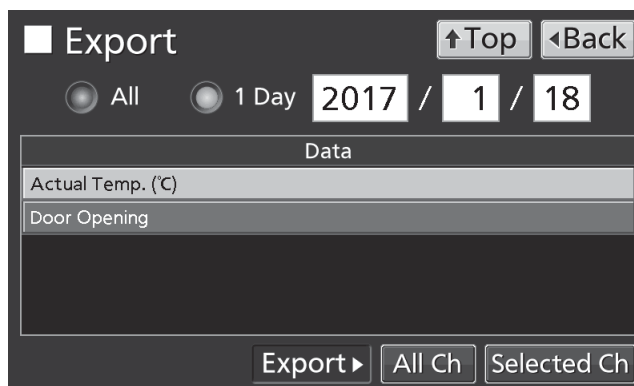 Export
↑Top
◂Back
All
1 Day
2017 / 1 / 18
Data
Actual Temp. (℃)
Door Opening
Export▸
All Ch
Selected Ch